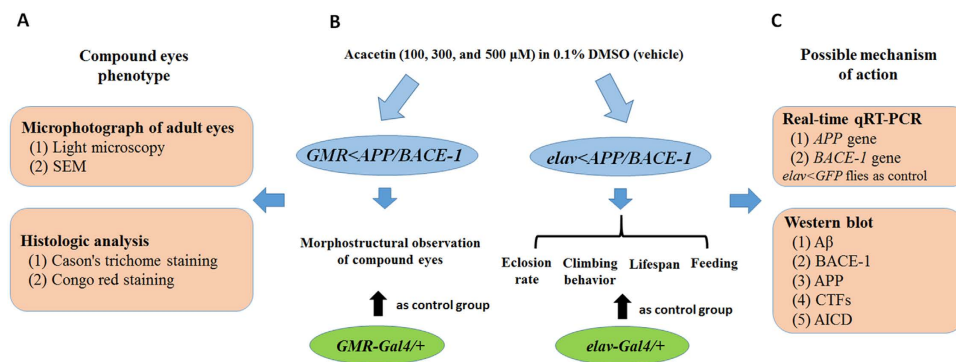 A
Compound eyes
phenotype
Microphotograph of adult eyes
(1) Light microscopy
(2) SEM
Histologic analysis
(1) Cason's trichome staining
(2) Congo red staining
B
Acacetin (100, 300, and 500 µM) in 0.1% DMSO (vehicle)
GMR<APP/BACE-1
elav<APP/BACE-1
Morphostructural observation
of compound eyes
Eclosion
rate
Climbing
behavior
Lifespan
Feeding
as control group
as control group
GMR-Gal4/+
elav-Gal4/+
C
Possible mechanism
of action
Real-time qRT-PCR
(1) APP gene
(2) BACE-1 gene
elav<GFP flies as control
Western blot
(1) Aβ
(2) BACE-1
(3) APP
(4) CTFs
(5) AICD